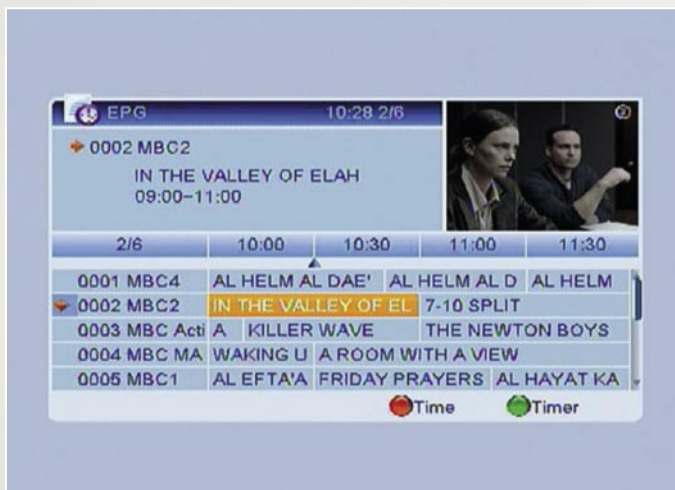 EPG 10:28 2/6
0002 MBC2
IN THE VALLEY OF ELAH
09:00-11:00
2/6 10:00 10:30 11:00 11:30
0001 MBC4 AL HELM AL DAE' AL HELM AL D AL HELM
0002 MBC2 IN THE VALLEY OF EL 7-10 SPLIT
0003 MBC Acti A KILLER WAVE THE NEWTON BOYS
0004 MBC MA WAKING U A ROOM WITH A VIEW
0005 MBC1 AL EFTA'A FRIDAY PRAYERS AL HAYAT KA
Time Timer